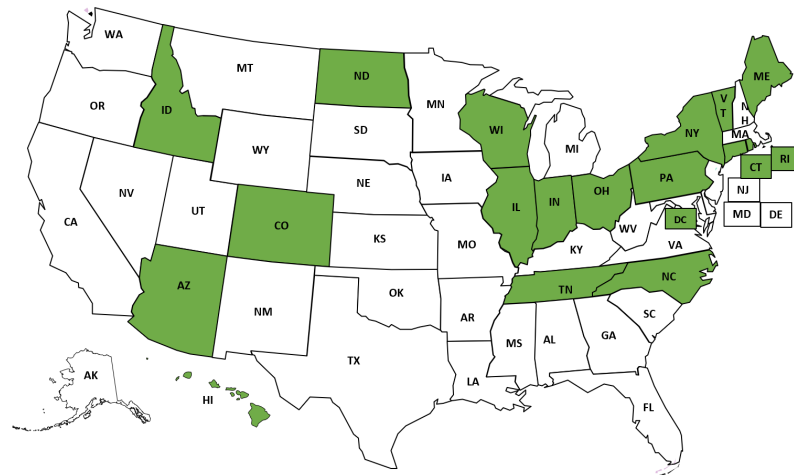 WA
MT
ND
MN
ME
V
T
N
H
OR
ID
WI
NY
MA
SD
WY
MI
CT
RI
IA
PA
NE
NV
OH
NJ
UT
IL
IN
MD
DE
CA
CO
WV
DC
KS
MO
VA
KY
NC
AZ
TN
OK
NM
AR
SC
MS
AL
GA
TX
AK
LA
HI
FL